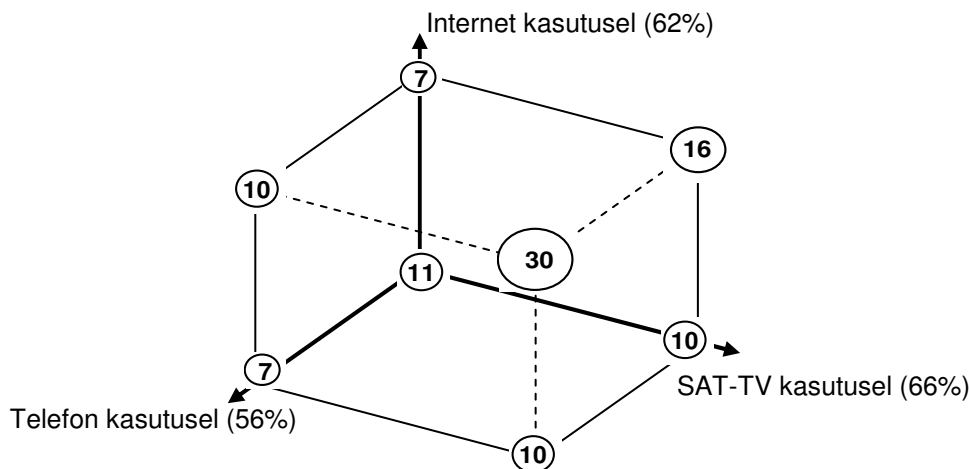 Internet kasutusel (62%)
7
16
10
30
11
10
7
SAT-TV kasutusel (66%)
Telefon kasutusel (56%)
10